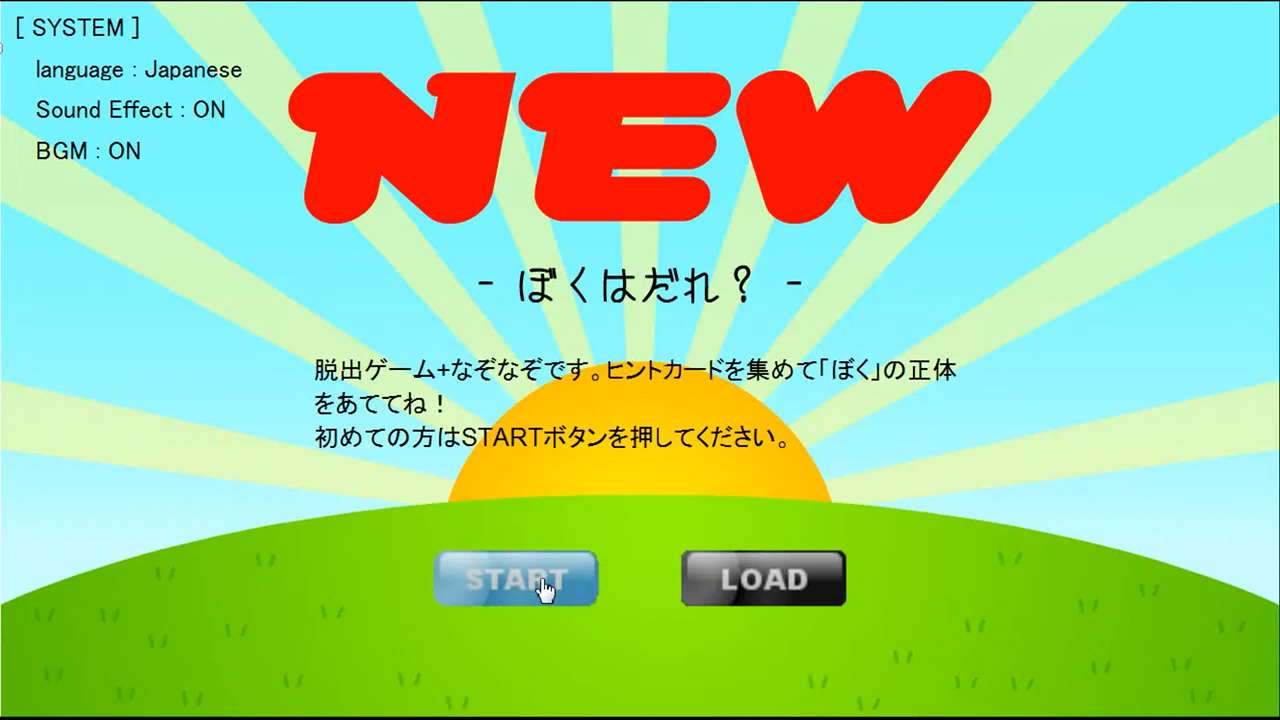 [ SYSTEM ]
language : Japanese
Sound Effect : ON
BGM : ON
NEW
- ぼくはだれ？ -
脱出ゲーム+なぞなぞです。ヒントカードを集めて「ぼく」の正体
をあててね！
初めての方はSTARTボタンを押してください。
START
LOAD